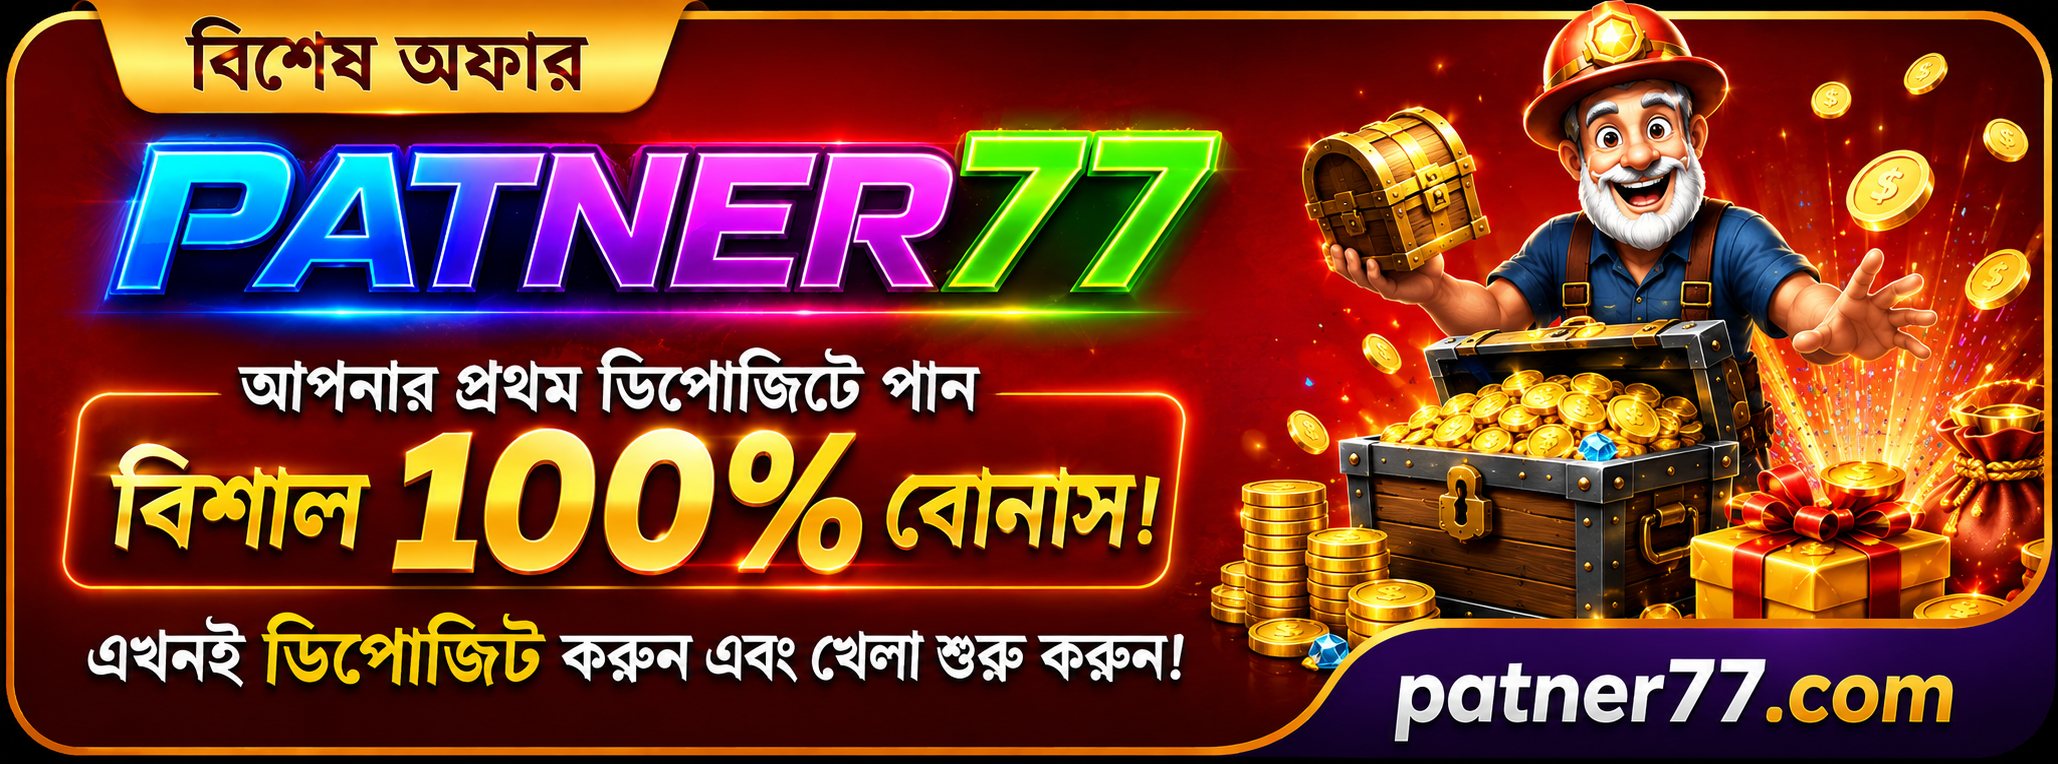 বিশেষ অফার
PATNER77
আপনার প্রথম ডিপোজিটে পান
বিশাল 100% বোনাস!
এখনই ডিপোজিট করুন এবং খেলা শুরু করুন!
patner77.com